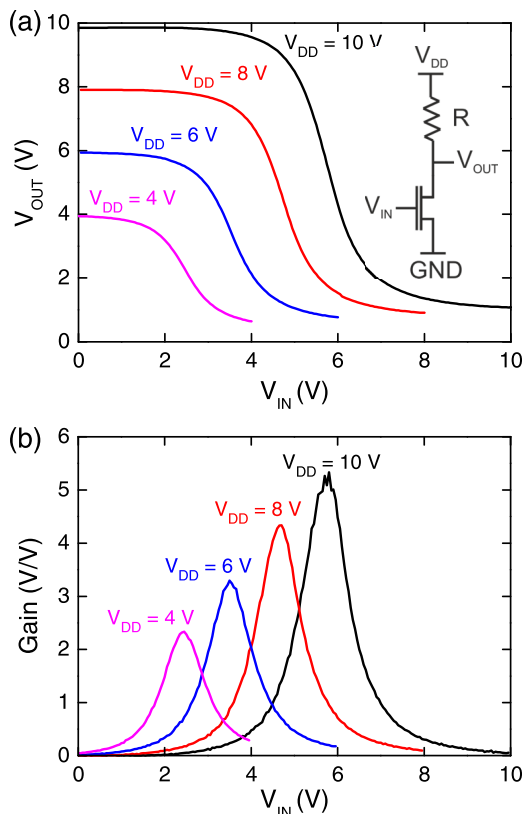 (a)
10
8
6
4
2
0
V_OUT (V)
V_DD = 10 V
V_DD = 8 V
V_DD = 6 V
V_DD = 4 V
V_DD
R
V_OUT
V_IN
GND
0 2 4 6 8 10
V_IN (V)
(b)
6
5
4
3
2
1
0
Gain (V/V)
V_DD = 10 V
V_DD = 8 V
V_DD = 6 V
V_DD = 4 V
0 2 4 6 8 10
V_IN (V)